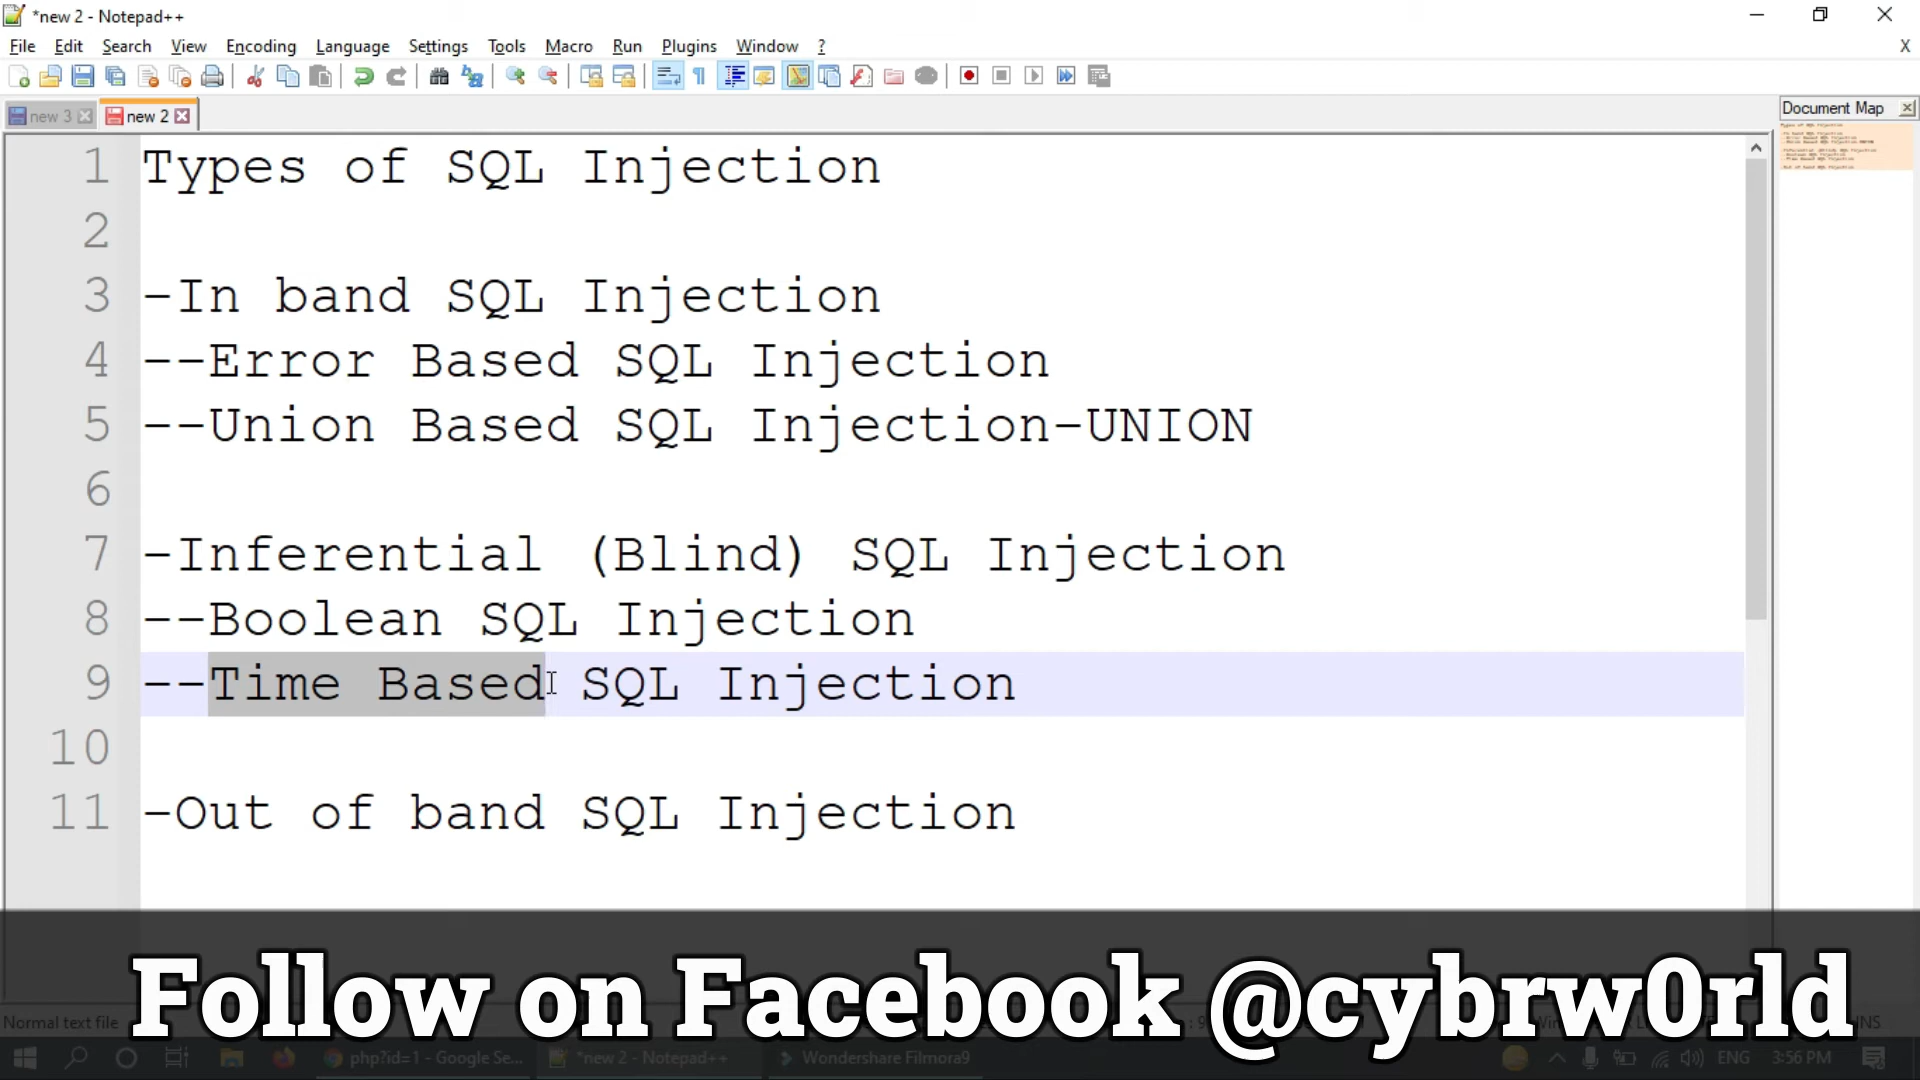 *new 2 - Notepad++
File Edit Search View Encoding Language Settings Tools Macro Run Plugins Window ? X
new 3 new 2
Document Map
1 Types of SQL Injection
2
3 -In band SQL Injection
4 --Error Based SQL Injection
5 --Union Based SQL Injection-UNION
6
7 -Inferential (Blind) SQL Injection
8 --Boolean SQL Injection
9 --Time Based SQL Injection
10
11 -Out of band SQL Injection
Follow on Facebook @cybrw0rld
Normal text file
php?id=1 - Google Se... *new 2 - Notepad++ Wondershare Filmora9 ENG 3:56 PM